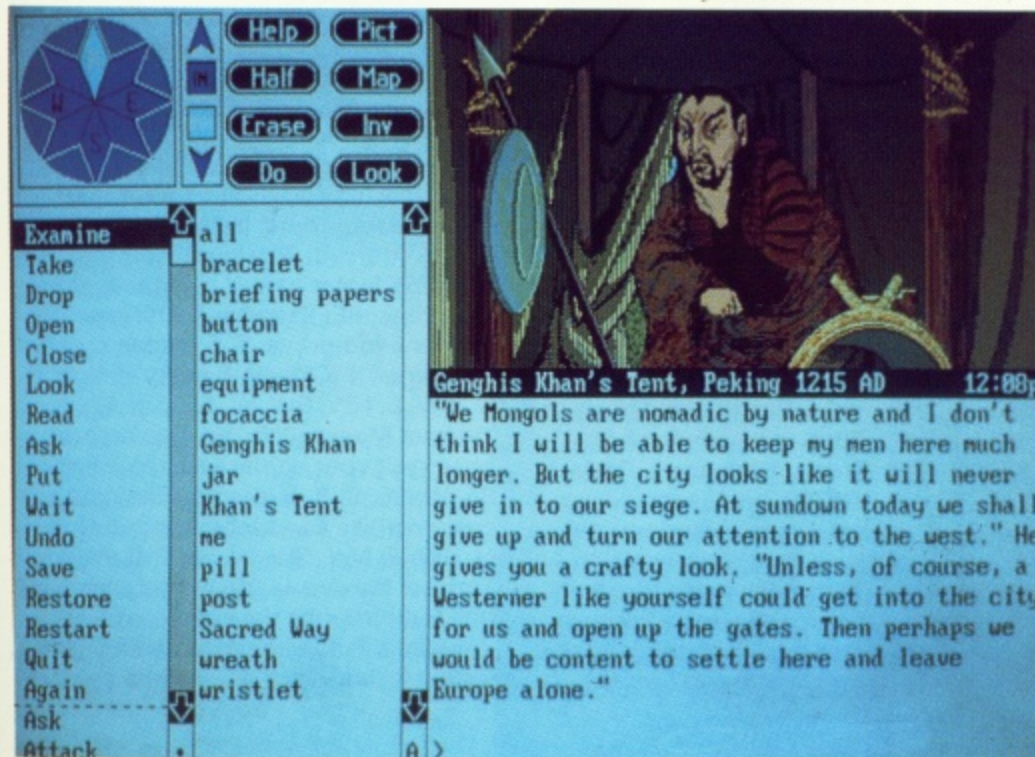 W E
S
IN
Help Pict
Half Map
Erase Inv
Do Look
Examine
Take
Drop
Open
Close
Look
Read
Ask
Put
Wait
Undo
Save
Restore
Restart
Quit
Again
Ask
Attack
all
bracelet
briefing papers
button
chair
equipment
focaccia
Genghis Khan
jar
Khan's Tent
me
pill
post
Sacred Way
wreath
wristlet
A
Genghis Khan's Tent, Peking 1215 AD 12:08
"We Mongols are nomadic by nature and I don't
think I will be able to keep my men here much
longer. But the city looks like it will never
give in to our siege. At sundown today we shall
give up and turn our attention to the west." He
gives you a crafty look. "Unless, of course, a
Westerner like yourself could get into the city
for us and open up the gates. Then perhaps we
would be content to settle here and leave
Europe alone."
>